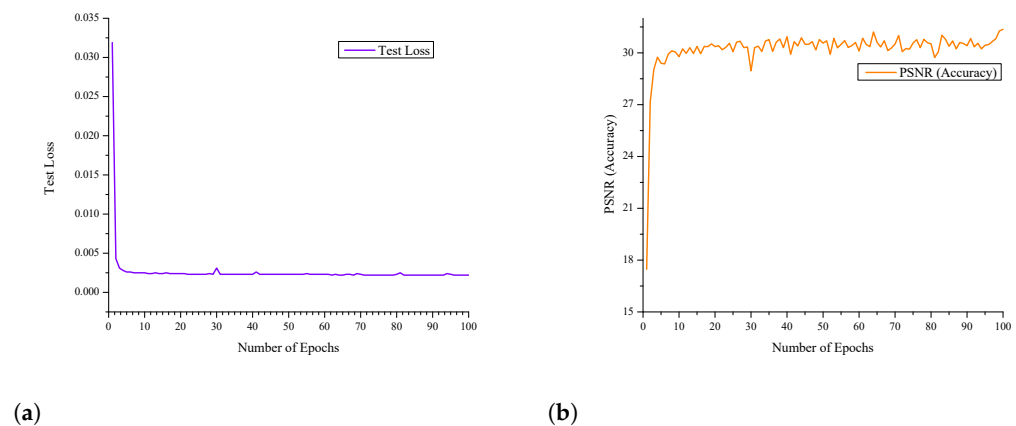 0.035
0.030
0.025
0.020
0.015
0.010
0.005
0.000
Test Loss
Test Loss
0 10 20 30 40 50 60 70 80 90 100
Number of Epochs
(a)
30
27
24
21
18
15
PSNR (Accuracy)
PSNR (Accuracy)
0 10 20 30 40 50 60 70 80 90 100
Number of Epochs
(b)